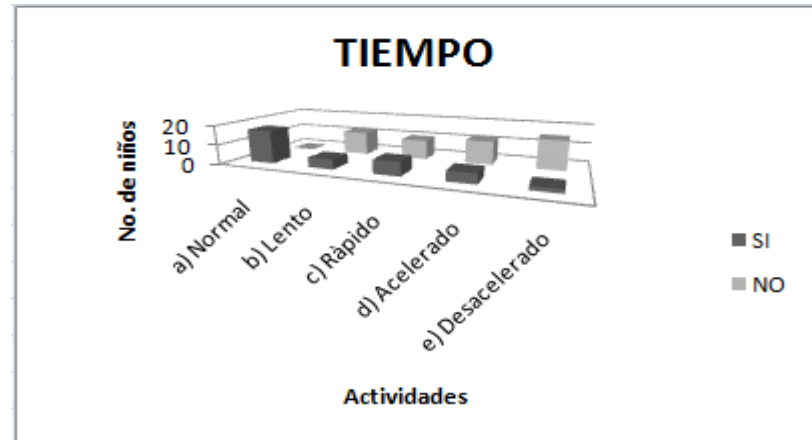 TIEMPO
20
10
0
No. de niños
a) Normal
b) Lento
c) Ràpido
d) Acelerado
e) Desacelerado
SI
NO
Actividades